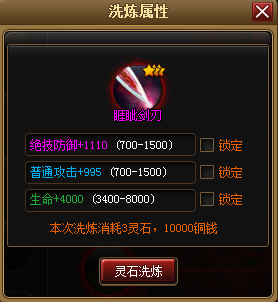 洗炼属性
睚眦剑刃
绝技防御+1110 (700-1500) 锁定
普通攻击+995 (700-1500) 锁定
生命+4000 (3400-8000) 锁定
本次洗炼消耗3灵石，10000铜钱
灵石洗炼